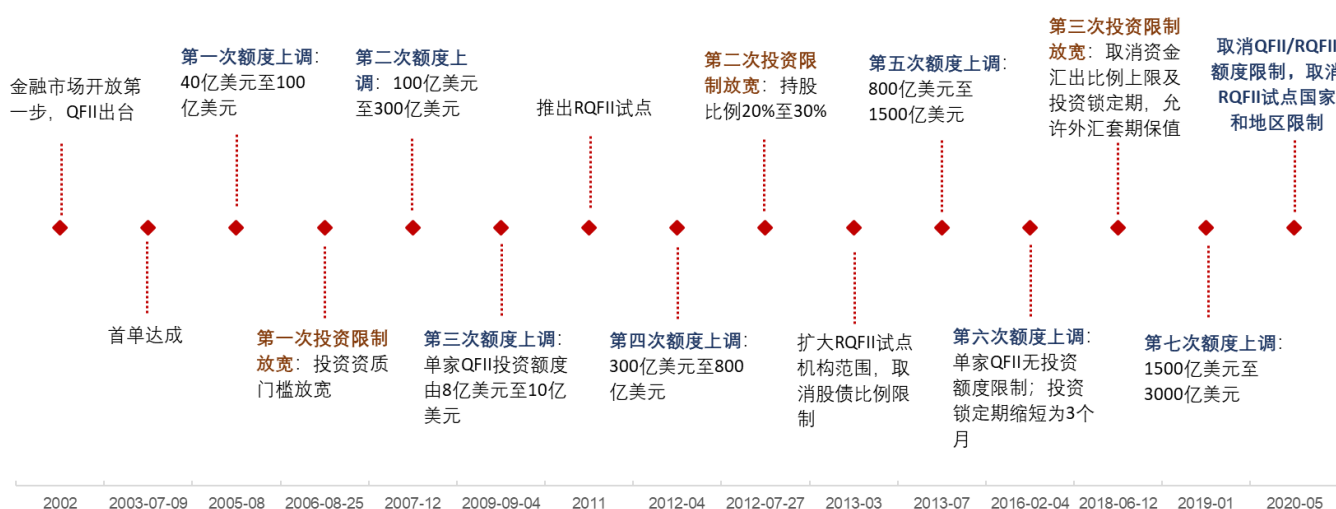 金融市场开放第
一步，QFII出台
第一次额度上调：
40亿美元至100
亿美元
第二次额度上
调：100亿美元
至300亿美元
推出RQFII试点
第二次投资限
制放宽：持股
比例20%至30%
第五次额度上调：
800亿美元至
1500亿美元
第三次投资限制
放宽：取消资金
汇出比例上限及
投资锁定期，允
许外汇套期保值
取消QFII/RQFII
额度限制，取消
RQFII试点国家
和地区限制
首单达成
第一次投资限制
放宽：投资资质
门槛放宽
第三次额度上调：
单家QFII投资额度
由8亿美元至10亿
美元
第四次额度上调：
300亿美元至800
亿美元
扩大RQFII试点
机构范围，取
消股债比例限
制
第六次额度上调：
单家QFII无投资
额度限制；投资
锁定期缩短为3个
月
第七次额度上调：
1500亿美元至
3000亿美元
2002
2003-07-09
2005-08
2006-08-25
2007-12
2009-09-04
2011
2012-04
2012-07-27
2013-03
2013-07
2016-02-04
2018-06-12
2019-01
2020-05